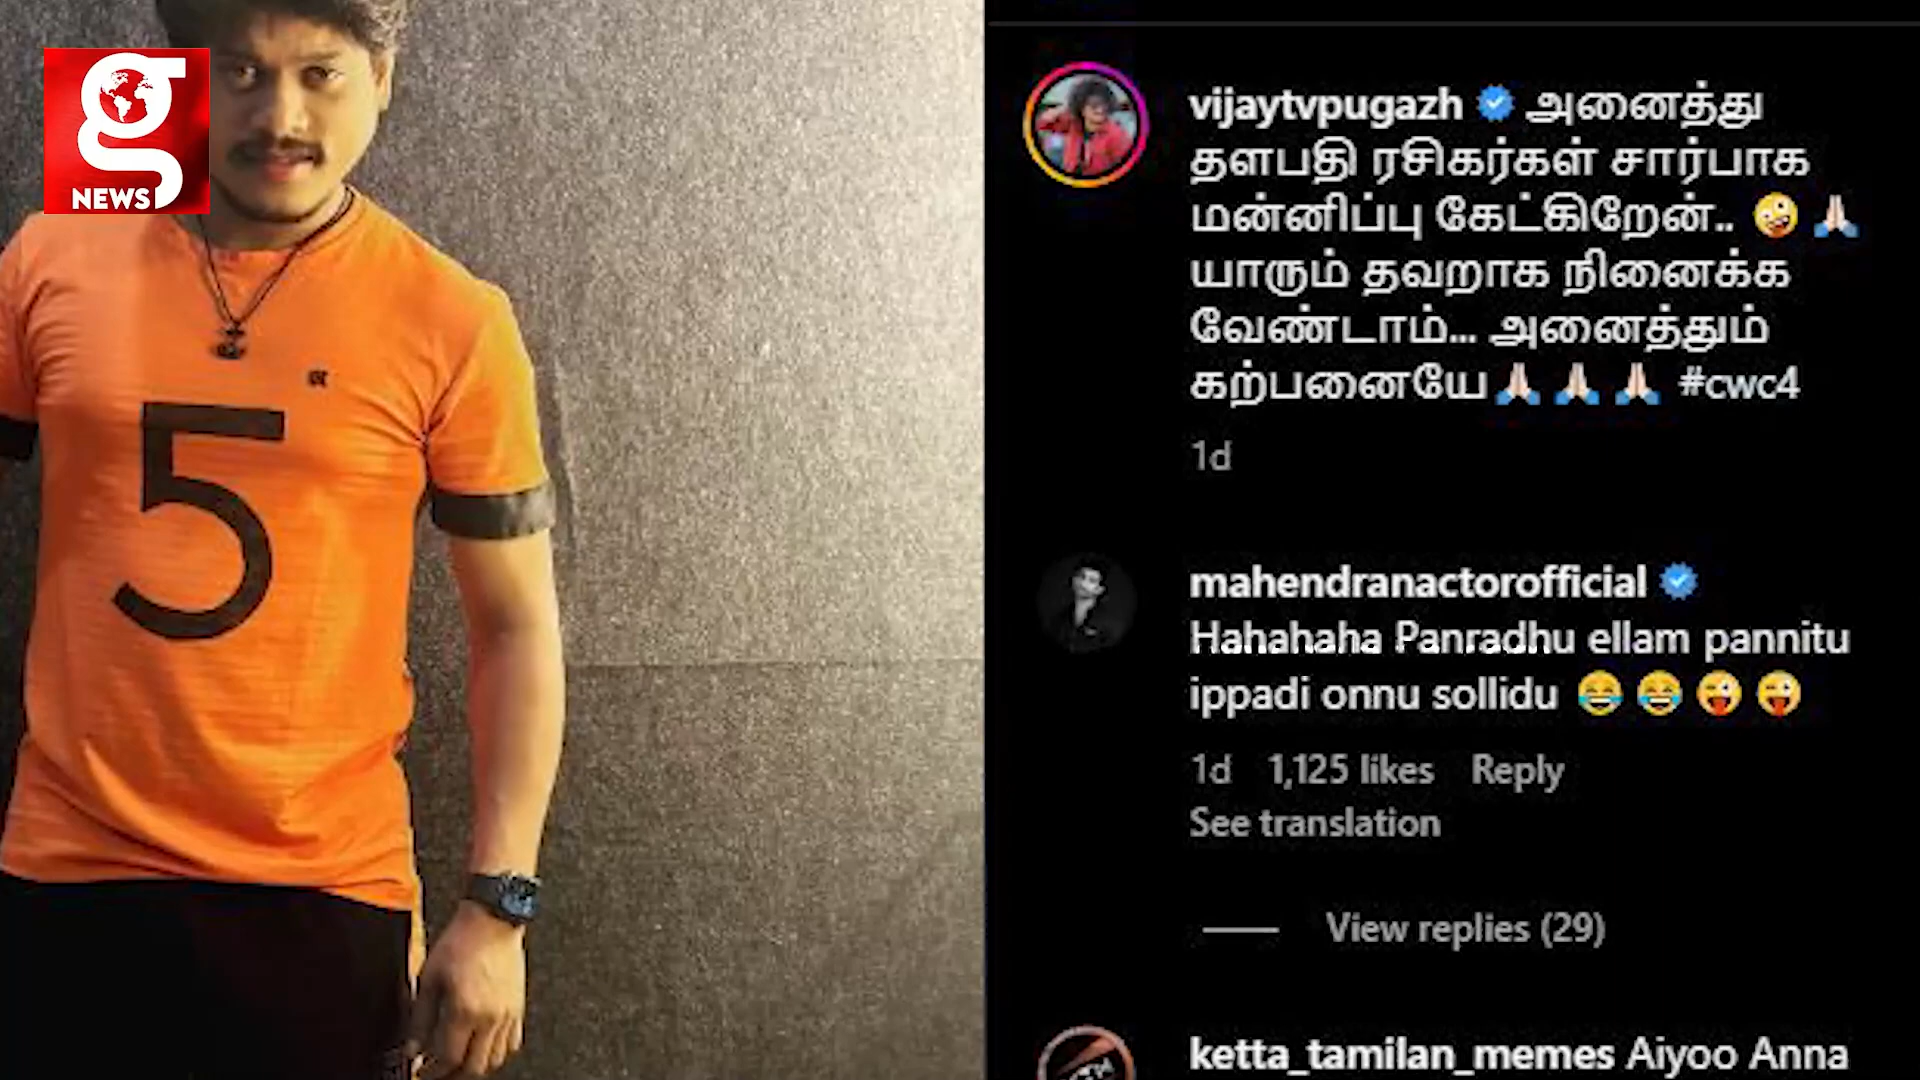 g
NEWS
5
vijaytvpugazh அனைத்து
தளபதி ரசிகர்கள் சார்பாக
மன்னிப்பு கேட்கிறேன்.. 🤪🙏🏻
யாரும் தவறாக நினைக்க
வேண்டாம்... அனைத்தும்
கற்பனையே🙏🏻🙏🏻🙏🏻 #cwc4
1d
mahendranactorofficial
Hahahaha Panradhu ellam pannitu
ippadi onnu sollidu 😂😂😜😜
1d 1,125 likes Reply
See translation
View replies (29)
ketta_tamilan_memes Aiyoo Anna